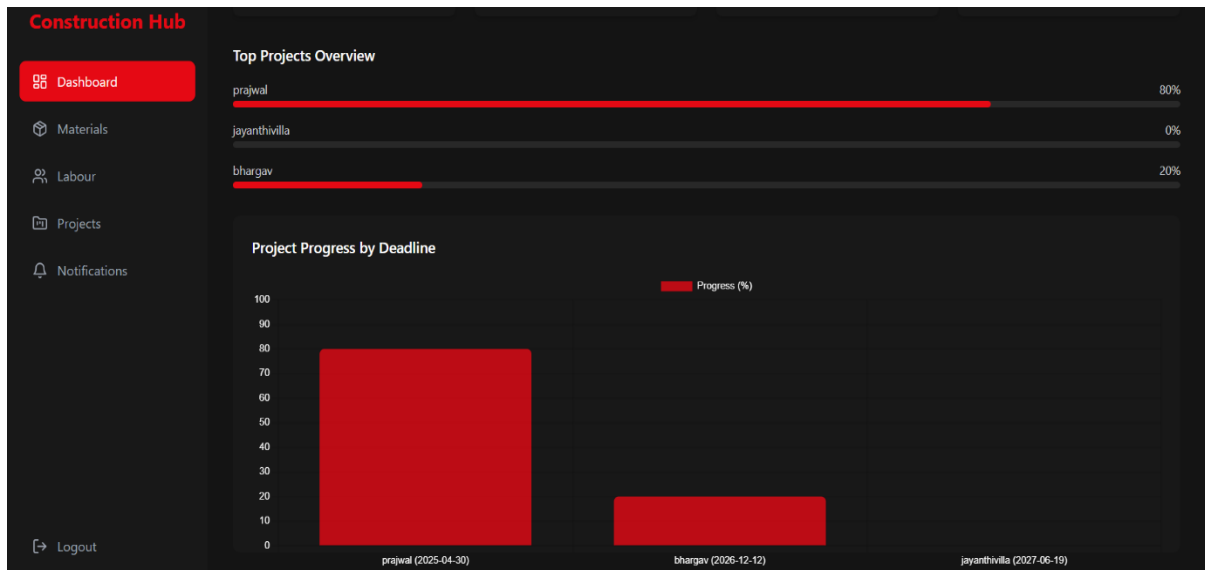 Construction Hub
Dashboard
Materials
Labour
Projects
Notifications
Logout
Top Projects Overview
prajwal 80%
jayanthivilla 0%
bhargav 20%
Project Progress by Deadline
Progress (%)
100
90
80
70
60
50
40
30
20
10
0
prajwal (2025-04-30) bhargav (2026-12-12) jayanthivilla (2027-06-19)